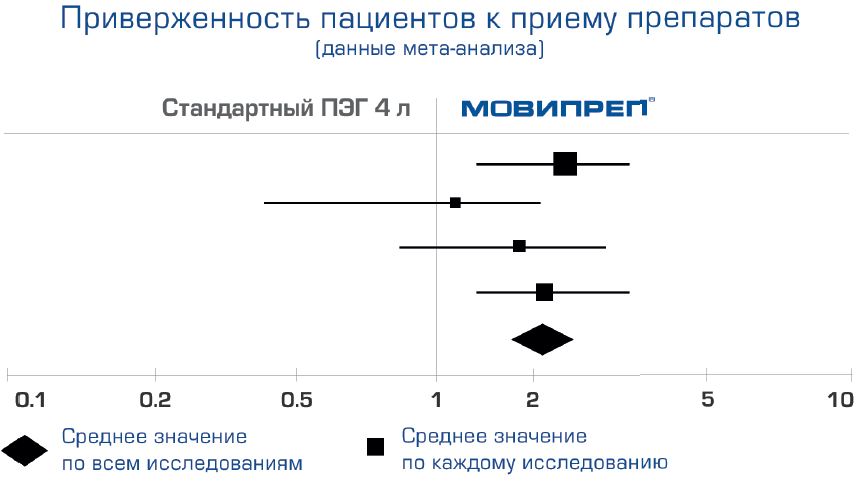 Приверженность пациентов к приему препаратов
(данные мета-анализа)
Стандартный ПЭГ 4 л МОВИПРЕП®
0.1 0.2 0.5 1 2 5 10
Среднее значение
по всем исследованиям
Среднее значение
по каждому исследованию